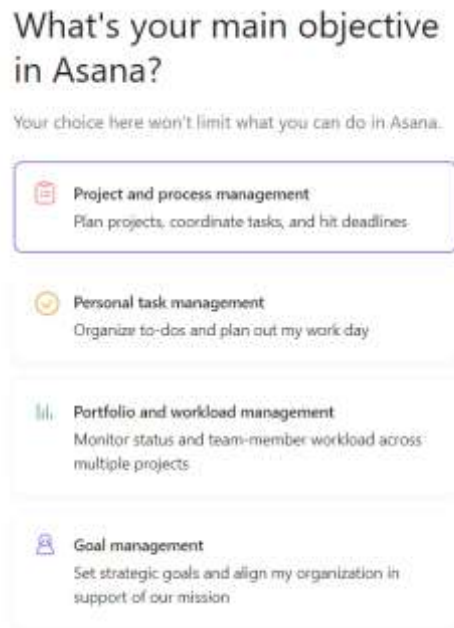 What's your main objective
in Asana?
Your choice here won't limit what you can do in Asana.
Project and process management
Plan projects, coordinate tasks, and hit deadlines
Personal task management
Organize to-dos and plan out my work day
Portfolio and workload management
Monitor status and team-member workload across
multiple projects
Goal management
Set strategic goals and align my organization in
support of our mission